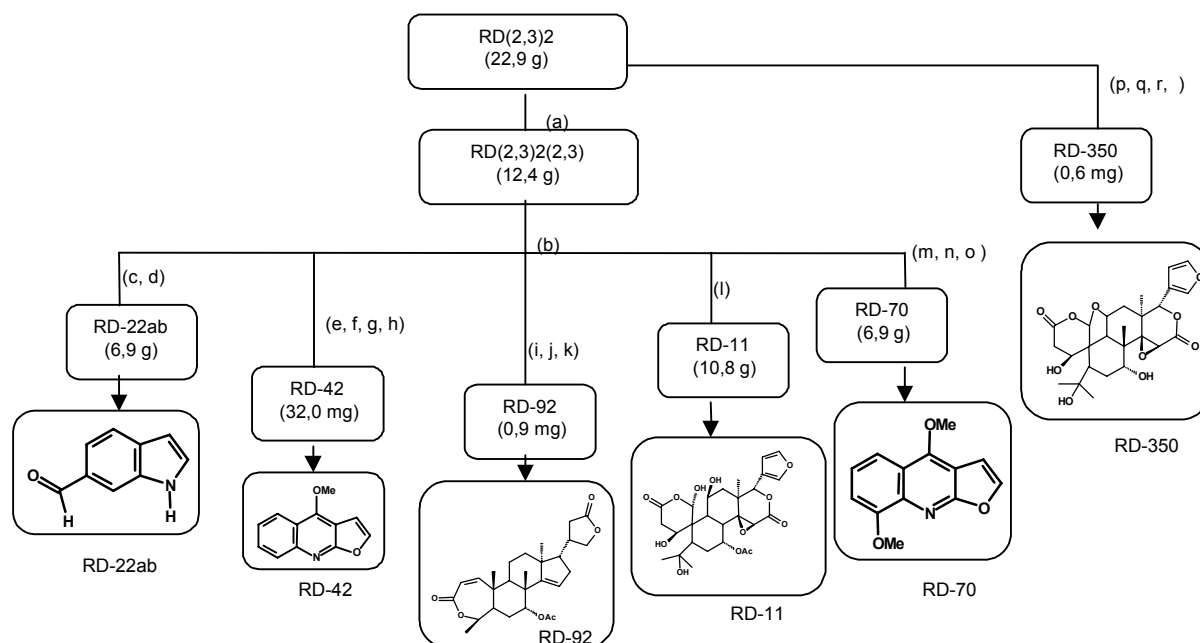 RD(2,3)2
(22,9 g)
(a)
RD(2,3)2(2,3)
(12,4 g)
(p, q, r,  )
RD-350
(0,6 mg)
(b)
(c, d)
RD-22ab
(6,9 g)
(e, f, g, h)
RD-42
(32,0 mg)
(i, j, k)
RD-92
(0,9 mg)
(l)
RD-11
(10,8 g)
(m, n, o )
RD-70
(6,9 g)
O
H
N
H
RD-22ab
OMe
N
O
RD-42
O
O
O
O
OAc
RD-92
O
O
O
OH
OH
O
O
O
HO
OAc
OH
RD-11
OMe
N
O
OMe
RD-70
O
O
O
O
O
O
O
HO
OH
HO
RD-350